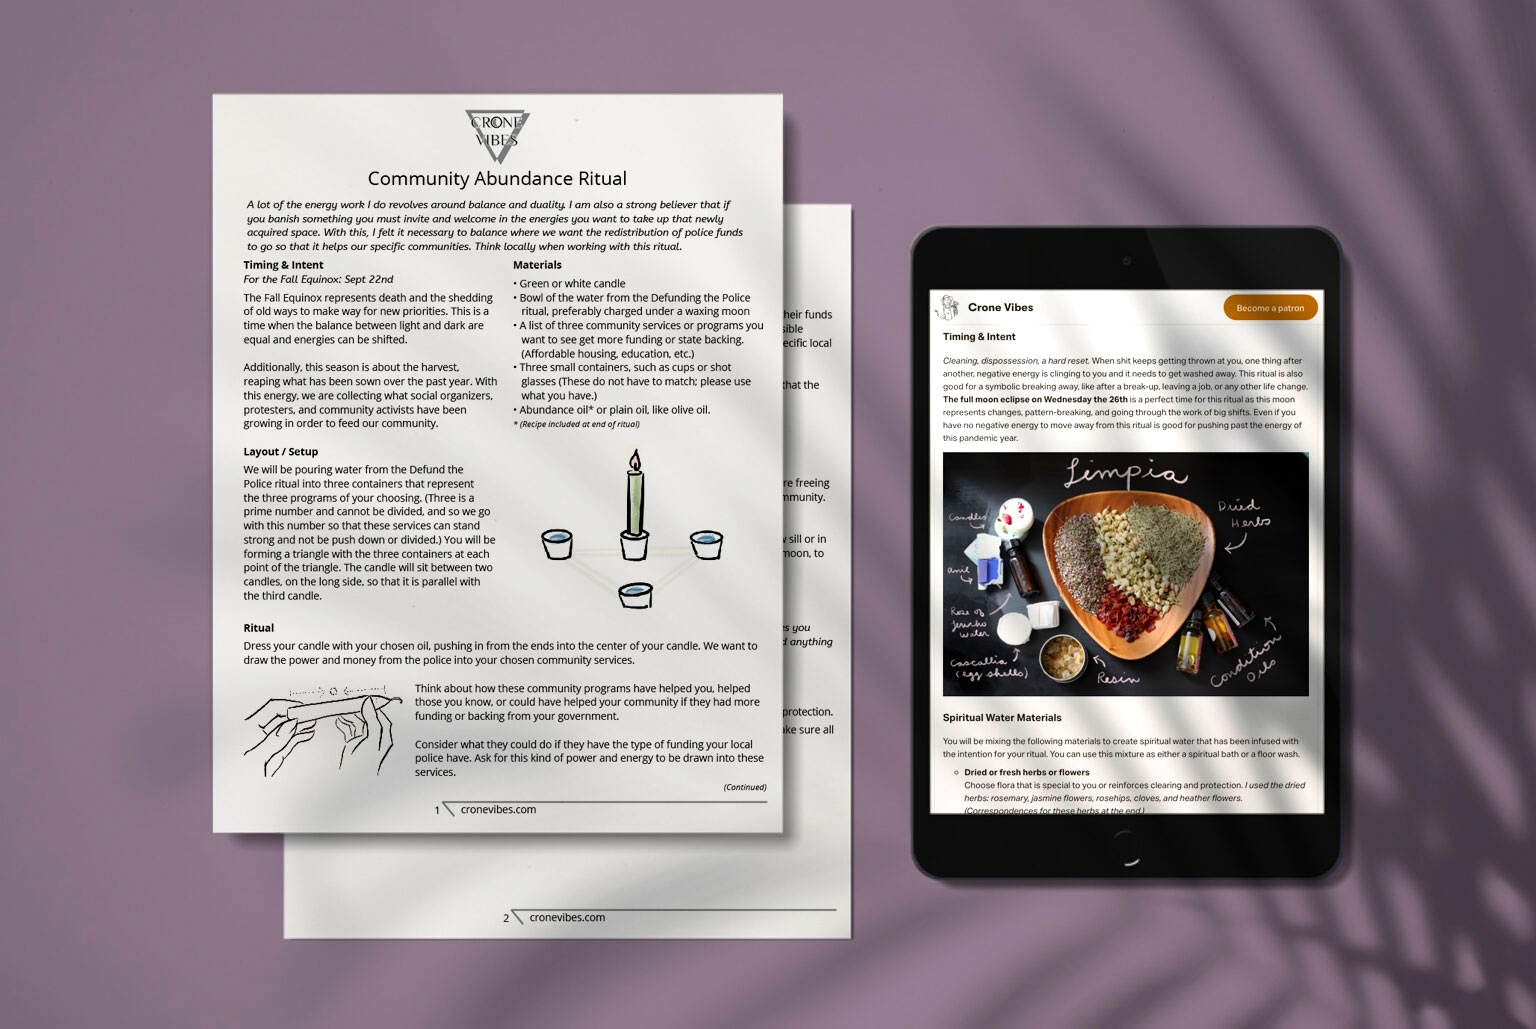 CRONE
VIBES
Community Abundance Ritual
A lot of the energy work I do revolves around balance and duality. I am also a strong believer that if
you banish something you must invite and welcome in the energies you want to take up that newly
acquired space. With this, I felt it necessary to balance where we want the redistribution of police funds
to go so that it helps our specific communities. Think locally when working with this ritual.
Timing & Intent
For the Fall Equinox: Sept 22nd
The Fall Equinox represents death and the shedding
of old ways to make way for new priorities. This is a
time when the balance between light and dark are
equal and energies can be shifted.
Additionally, this season is about the harvest,
reaping what has been sown over the past year. With
this energy, we are collecting what social organizers,
protesters, and community activists have been
growing in order to feed our community.
Layout / Setup
We will be pouring water from the Defund the
Police ritual into three containers that represent
the three programs of your choosing. (Three is a
prime number and cannot be divided, and so we go
with this number so that these services can stand
strong and not be push down or divided.) You will be
forming a triangle with the three containers at each
point of the triangle. The candle will sit between two
candles, on the long side, so that it is parallel with
the third candle.
Materials
• Green or white candle
• Bowl of the water from the Defunding the Police
ritual, preferably charged under a waxing moon
• A list of three community services or programs you
want to see get more funding or state backing.
(Affordable housing, education, etc.)
• Three small containers, such as cups or shot
glasses (These do not have to match; please use
what you have.)
• Abundance oil* or plain oil, like olive oil.
* (Recipe included at end of ritual)
Ritual
Dress your candle with your chosen oil, pushing in from the ends into the center of your candle. We want to
draw the power and money from the police into your chosen community services.
Think about how these community programs have helped you, helped
those you know, or could have helped your community if they had more
funding or backing from your government.
Consider what they could do if they have the type of funding your local
police have. Ask for this kind of power and energy to be drawn into these
services.
(Continued)
1 cronevibes.com
their funds
sible
ecific local
that the
re freeing
mmunity.
sill or in
moon, to
es you
d anything
protection.
ake sure all
2 cronevibes.com
Crone Vibes
Become a patron
Timing & Intent
Cleaning, dispossession, a hard reset. When shit keeps getting thrown at you, one thing after
another, negative energy is clinging to you and it needs to get washed away. This ritual is also
good for a symbolic breaking away, like after a break-up, leaving a job, or any other life change.
The full moon eclipse on Wednesday the 26th is a perfect time for this ritual as this moon
represents changes, pattern-breaking, and going through the work of big shifts. Even if you
have no negative energy to move away from this ritual is good for pushing past the energy of
this pandemic year.
Limpia
Candles
Dried
Herbs
anil
Rose of
Jericho
Water
Cascallia
(egg shells)
Resin
Condition
Oils
Spiritual Water Materials
You will be mixing the following materials to create spiritual water that has been infused with
the intention for your ritual. You can use this mixture as either a spiritual bath or a floor wash.
Dried or fresh herbs or flowers
Choose flora that is special to you or reinforces clearing and protection. I used the dried
herbs: rosemary, jasmine flowers, rosehips, cloves, and heather flowers.
(Correspondences for these herbs at the end.)